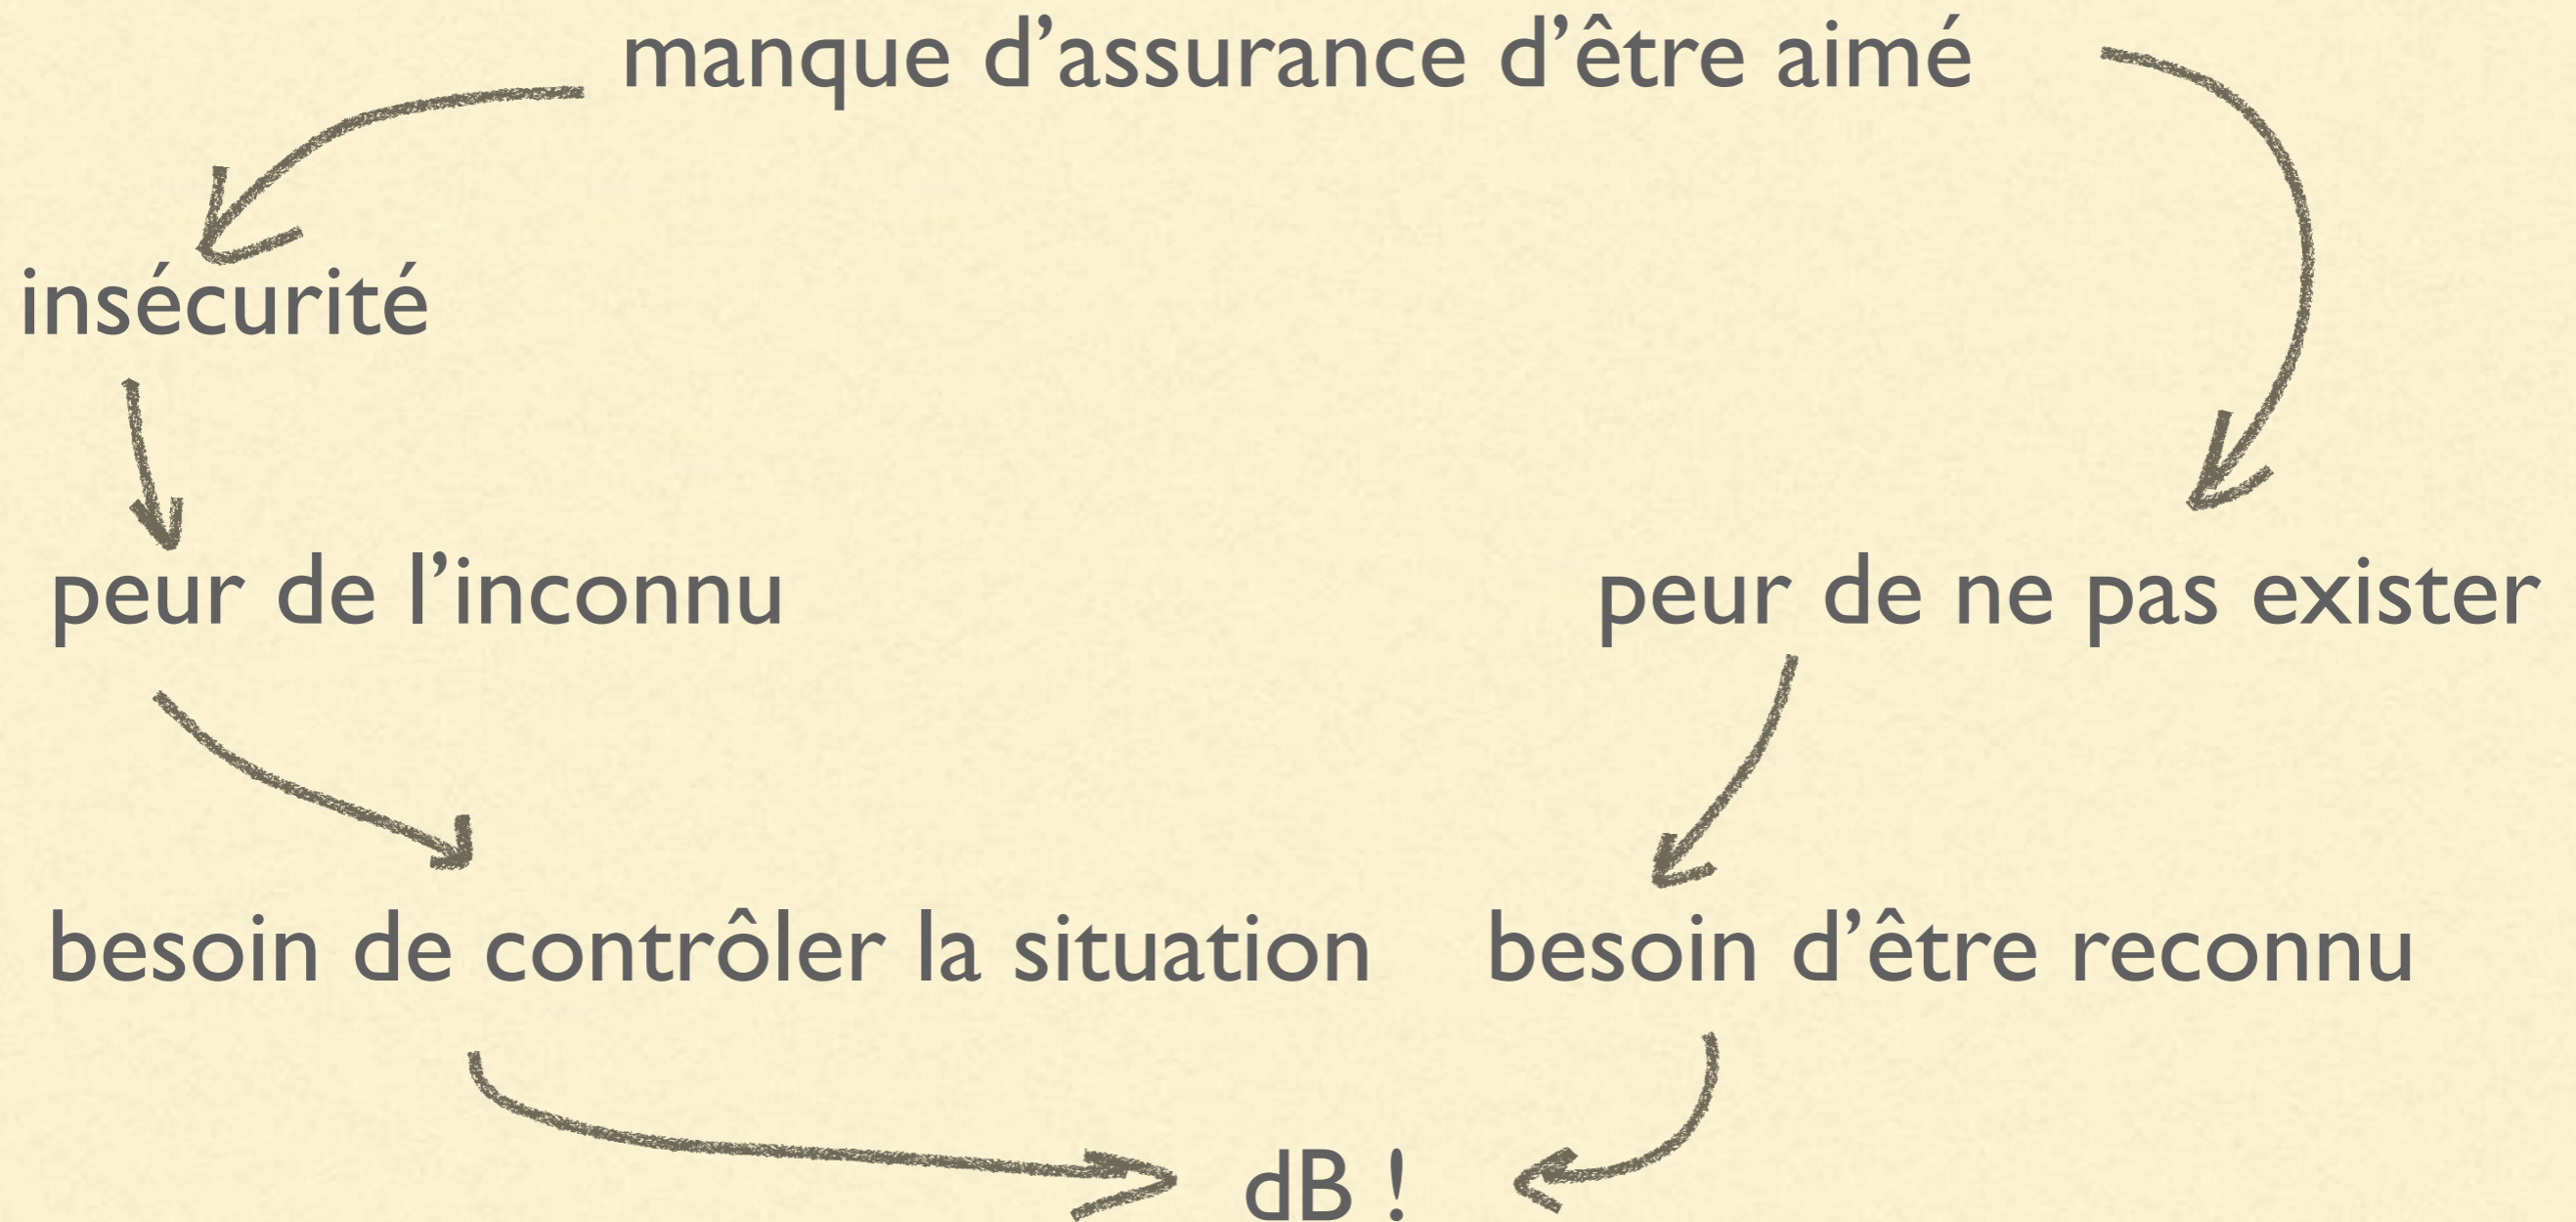 manque d’assurance d’être aimé
insécurité
peur de l’inconnu
peur de ne pas exister
besoin de contrôler la situation
besoin d’être reconnu
dB !